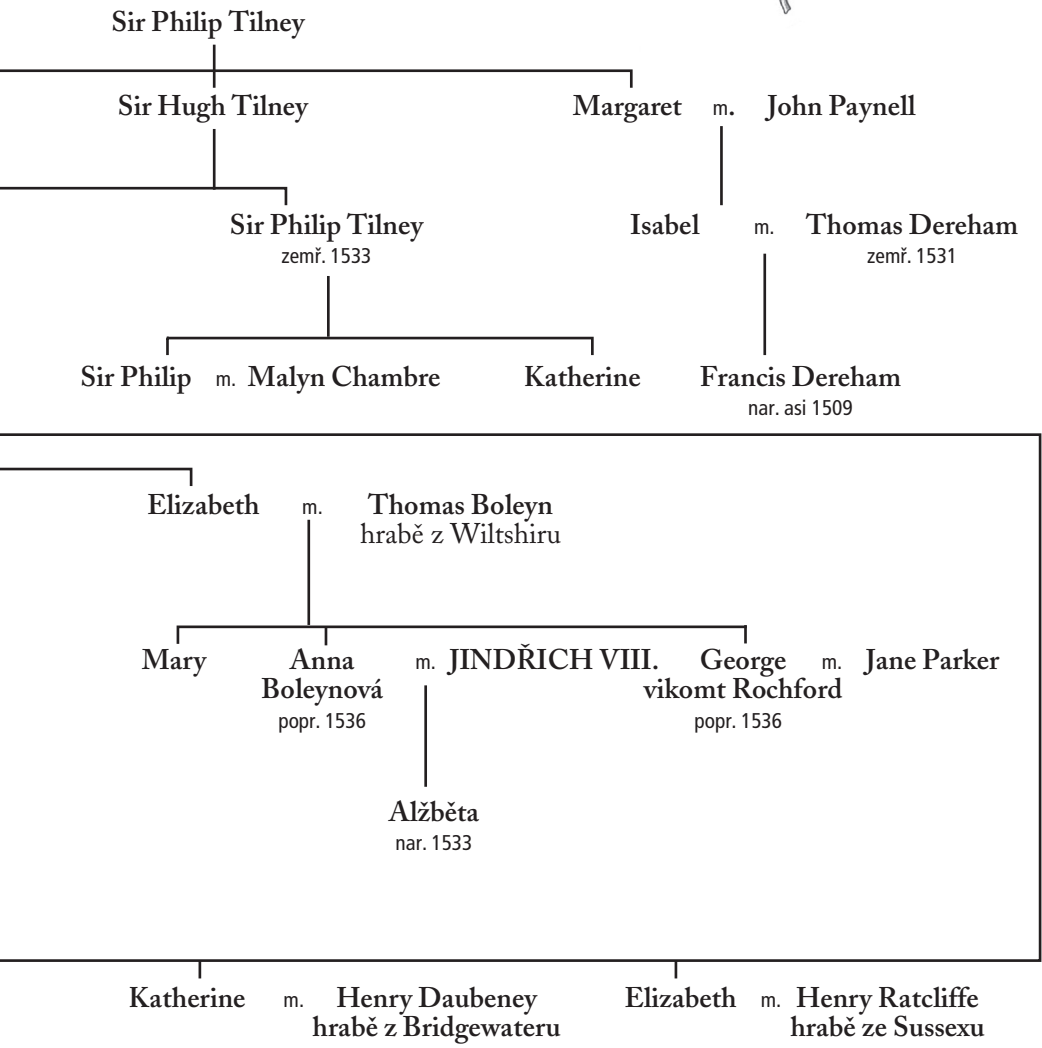 Sir Philip Tilney
Sir Hugh Tilney
Margaret m. John Paynell
Sir Philip Tilney
zemř. 1533
Isabel m. Thomas Dereham
zemř. 1531
Sir Philip m. Malyn Chambre
Katherine
Francis Dereham
nar. asi 1509
Elizabeth m. Thomas Boleyn
hrabě z Wiltshiru
Mary
Anna m. JINDŘICH VIII.
Boleynová
popr. 1536
George m. Jane Parker
vikomt Rochford
popr. 1536
Alžběta
nar. 1533
Katherine m. Henry Daubeney
hrabě z Bridgewateru
Elizabeth m. Henry Ratcliffe
hrabě ze Sussexu